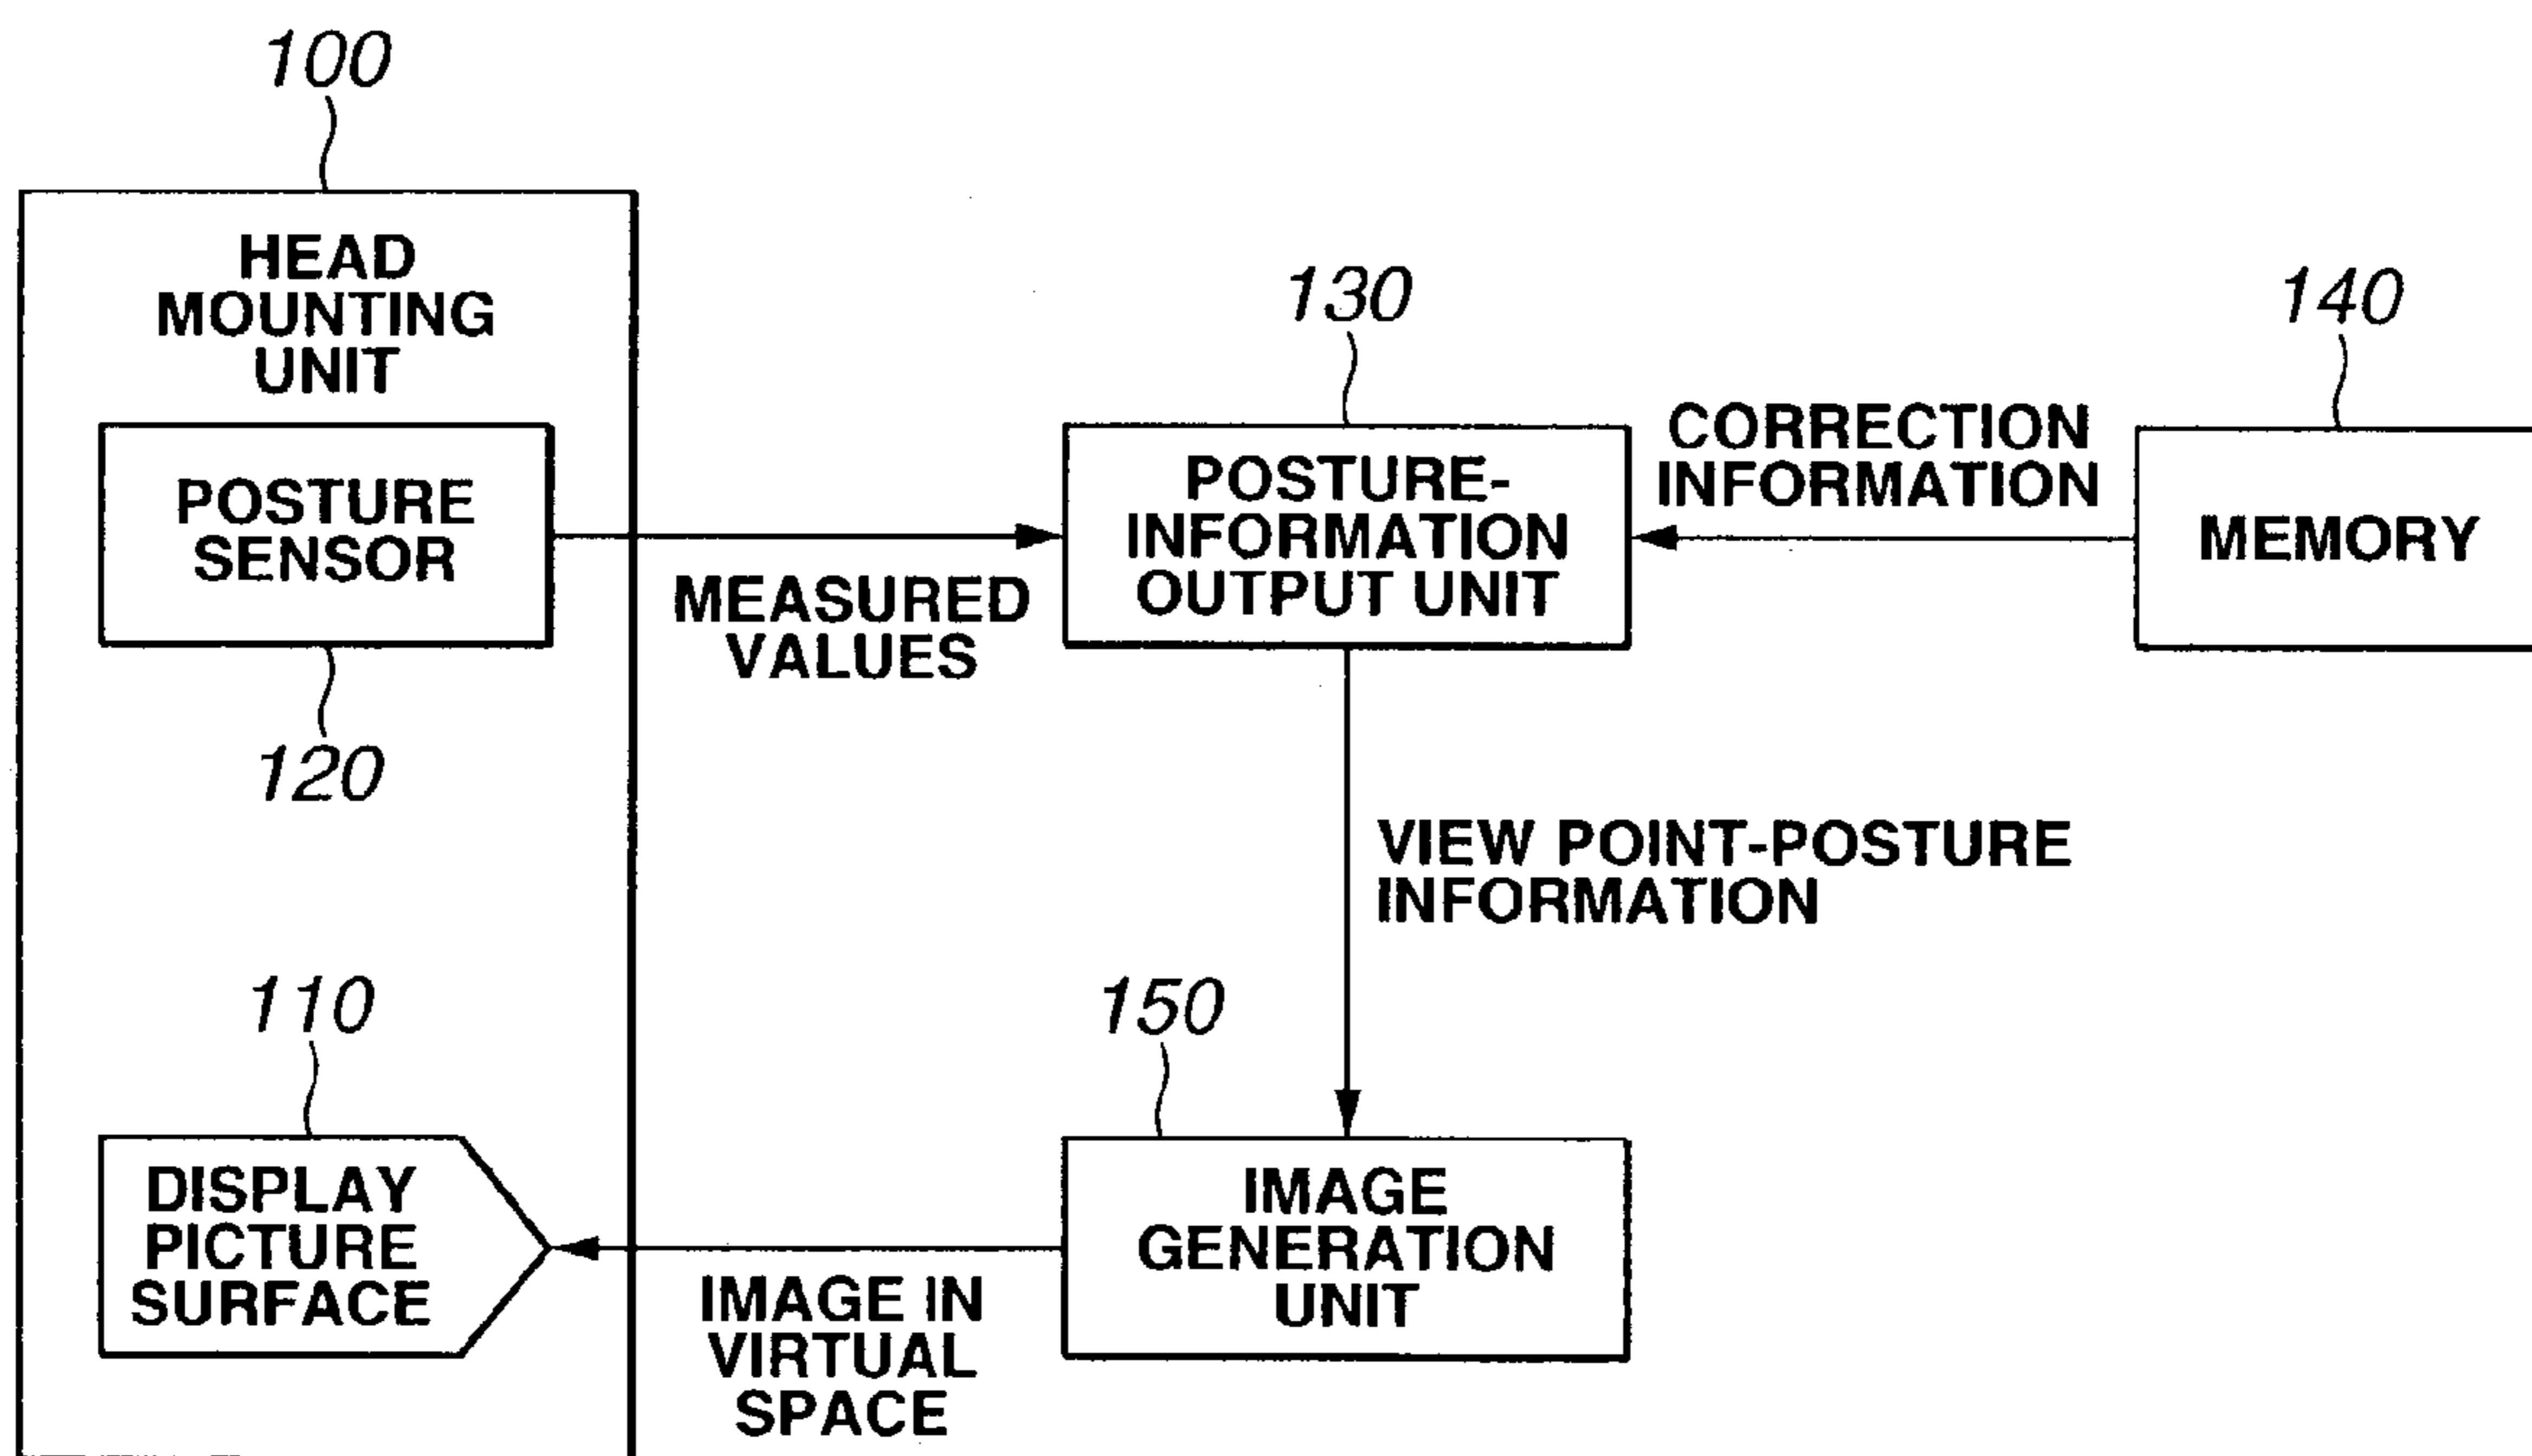 100
HEAD
MOUNTING
UNIT
POSTURE
SENSOR
120
MEASURED
VALUES
130
POSTURE-
INFORMATION
OUTPUT UNIT
CORRECTION
INFORMATION
140
MEMORY
VIEW POINT-POSTURE
INFORMATION
110
DISPLAY
PICTURE
SURFACE
IMAGE IN
VIRTUAL
SPACE
150
IMAGE
GENERATION
UNIT